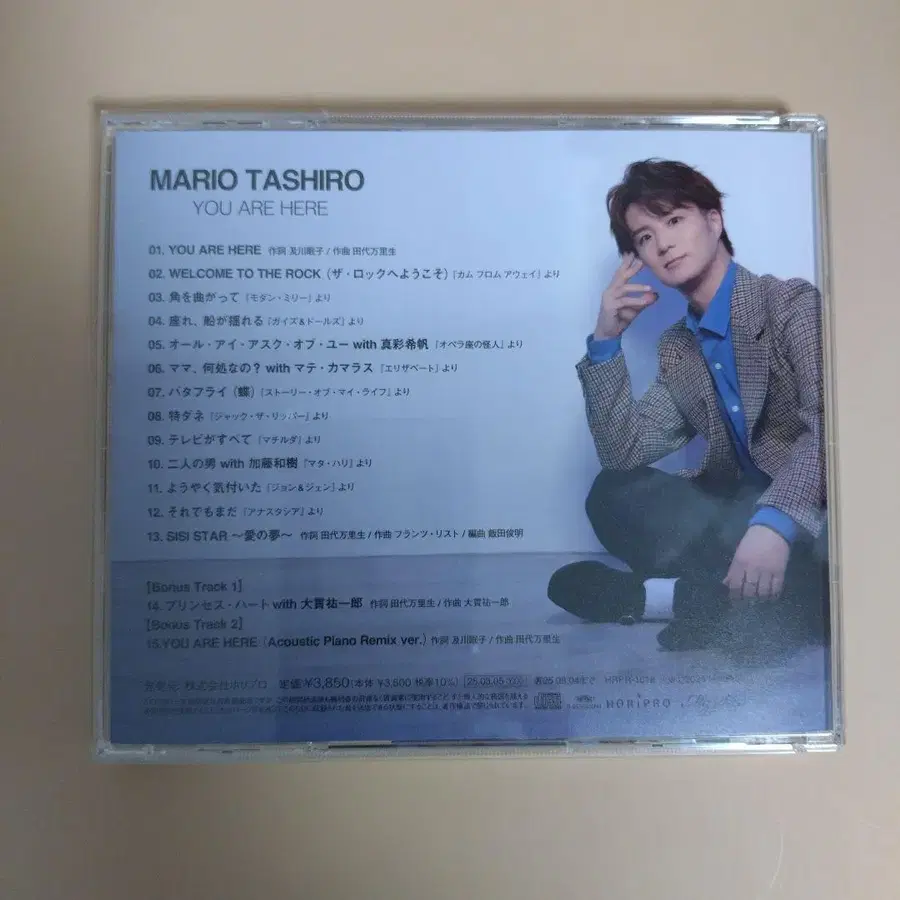 MARIO TASHIRO
YOU ARE HERE
01. YOU ARE HERE 作詞 及川眠子 / 作曲 田代万里生
02. WELCOME TO THE ROCK (ザ・ロックへようこそ)『カム フロム アウェイ』より
03. 角を曲がって『モダン・ミリー』より
04. 座れ、船が揺れる『ガイズ&ドールズ』より
05. オール・アイ・アスク・オブ・ユー with 真彩希帆『オペラ座の怪人』より
06. ママ、何処なの? with マテ・カマラス『エリザベート』より
07. バタフライ (蝶)『ストーリー・オブ・マイ・ライフ』より
08. 特ダネ『ジャック・ザ・リッパー』より
09. テレビがすべて『マチルダ』より
10. 二人の男 with 加藤和樹『マタ・ハリ』より
11. ようやく気付いた『ジョン&ジェン』より
12. それでもまだ『アナスタシア』より
13. SISI STAR ~愛の夢~ 作詞 田代万里生 / 作曲 フランツ・リスト / 編曲 飯田俊明
【Bonus Track 1】
14. プリンセス・ハート with 大貫祐一郎 作詞 田代万里生 / 作曲 大貫祐一郎
【Bonus Track 2】
15.YOU ARE HERE (Acoustic Piano Remix ver.) 作詞 及川眠子 / 作曲 田代万里生
発売元: 株式会社ホリプロ 定価¥3,850(本体 ¥3,500 税率10%) 25.03.05
HORIPRO